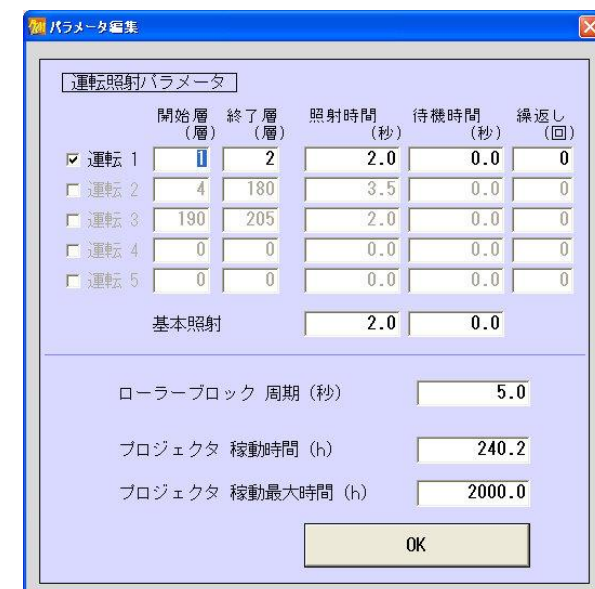 パラメータ編集
運転照射パラメータ
開始層 終了層 照射時間 待機時間 繰返し
(層) (層) (秒) (秒) (回)
運転 1 1 2 2.0 0.0 0
運転 2 4 180 3.5 0.0 0
運転 3 190 205 2.0 0.0 0
運転 4 0 0 0.0 0.0 0
運転 5 0 0 0.0 0.0 0
基本照射 2.0 0.0
ローラーブロック 周期 (秒) 5.0
プロジェクタ 稼動時間 (h) 240.2
プロジェクタ 稼動最大時間 (h) 2000.0
OK